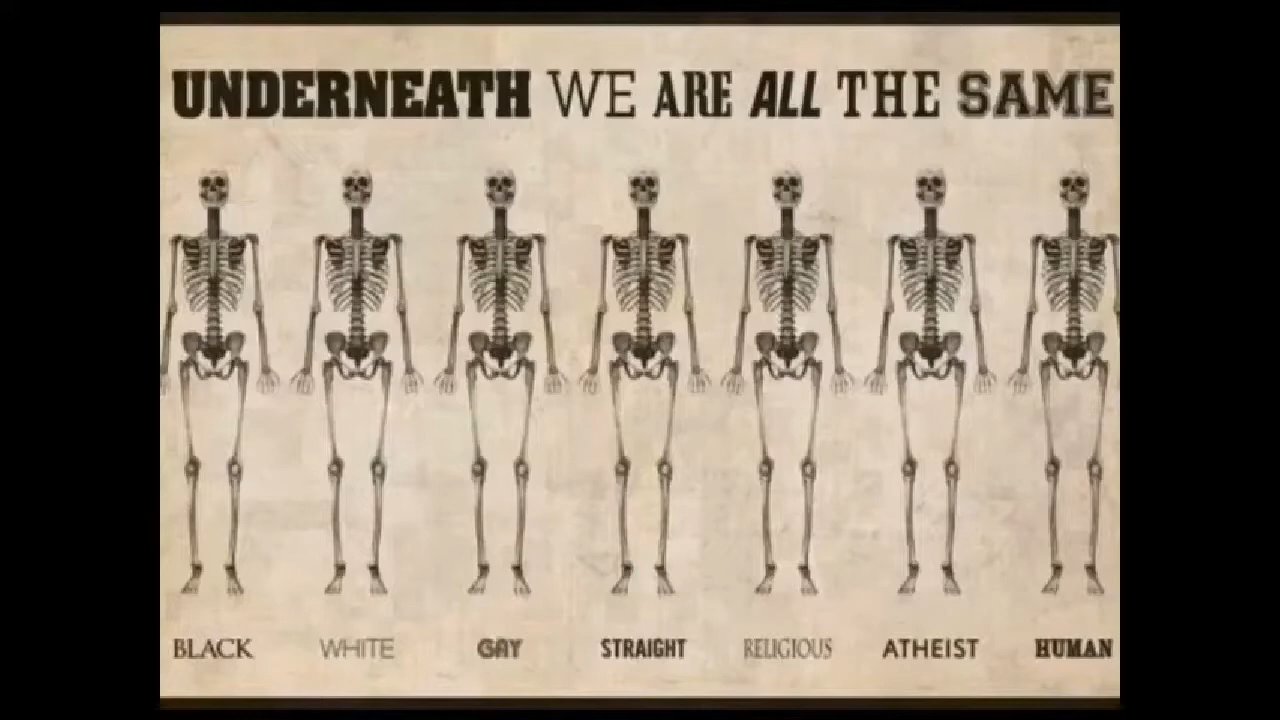 UNDERNEATH WE ARE ALL THE SAME
BLACK WHITE GAY STRAIGHT RELIGIOUS ATHEIST HUMAN